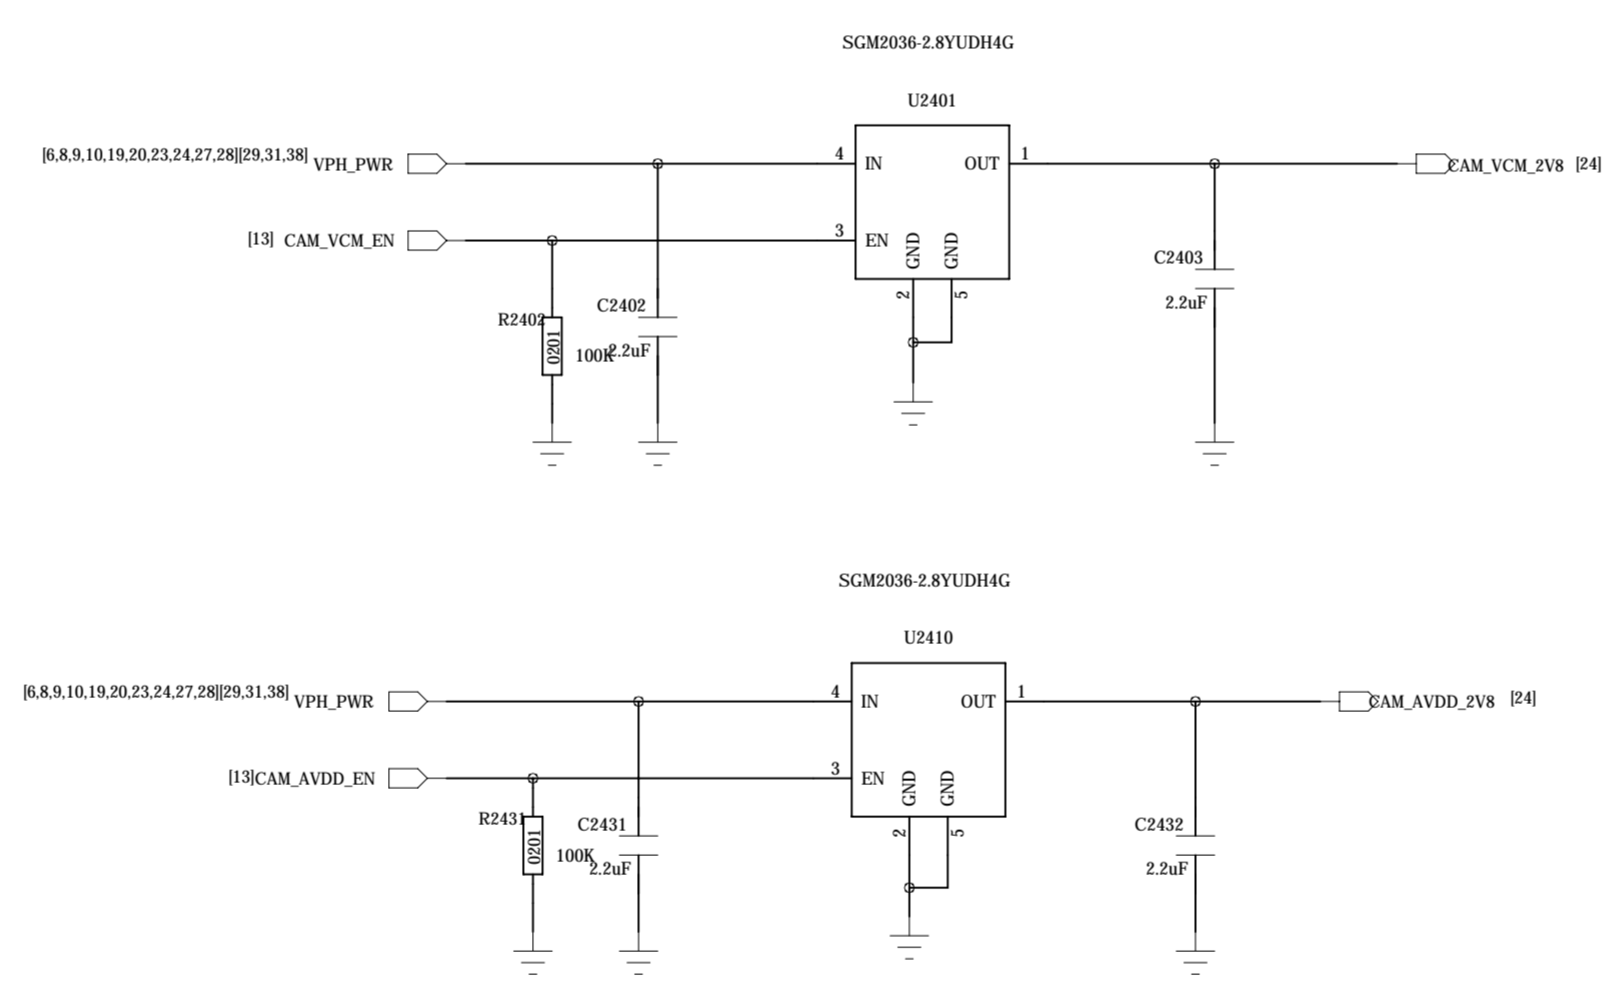 SGM2036-2.8YUDH4G
U2401
[6,8,9,10,19,20,23,24,27,28][29,31,38] VPH_PWR 4 IN OUT 1 CAM_VCM_2V8 [24]
[13] CAM_VCM_EN 3 EN GND GND
C2403
2 5
2.2uF
C2402
R2402
0201 100K 2.2uF
SGM2036-2.8YUDH4G
U2410
[6,8,9,10,19,20,23,24,27,28][29,31,38] VPH_PWR 4 IN OUT 1 CAM_AVDD_2V8 [24]
[13]CAM_AVDD_EN 3 EN GND GND
R2431 C2431 2 5 C2432
0201 100K 2.2uF 2.2uF